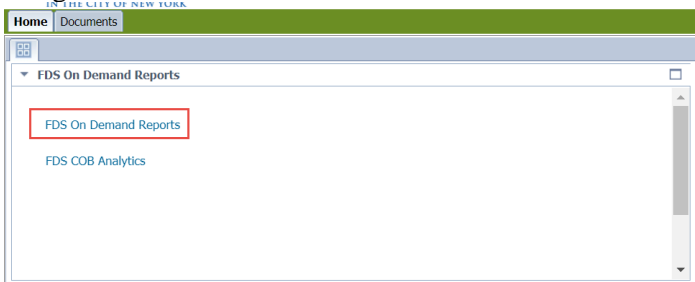 IN THE CITY OF NEW YORK
Home Documents
FDS On Demand Reports
FDS On Demand Reports
FDS COB Analytics